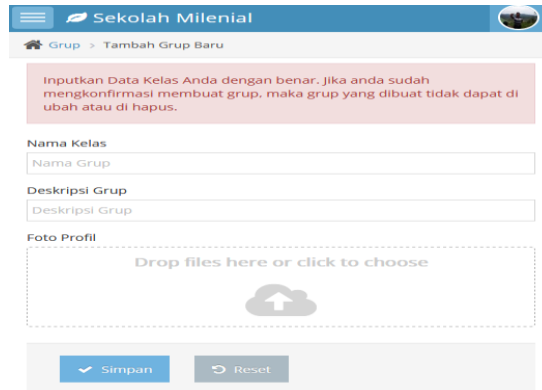 Sekolah Milenial
Grup > Tambah Grup Baru
Inputkan Data Kelas Anda dengan benar. Jika anda sudah
mengkonfirmasi membuat grup, maka grup yang dibuat tidak dapat di
ubah atau di hapus.
Nama Kelas
Nama Grup
Deskripsi Grup
Deskripsi Grup
Foto Profil
Drop files here or click to choose
Simpan
Reset